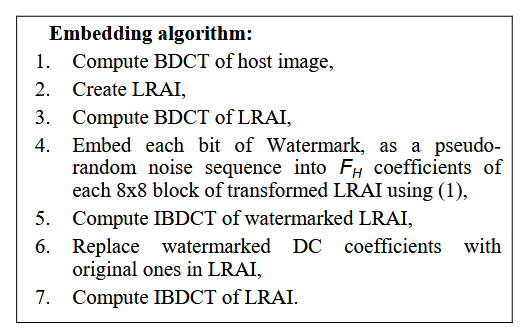 Embedding algorithm:
1. Compute BDCT of host image,
2. Create LRAI,
3. Compute BDCT of LRAI,
4. Embed each bit of Watermark, as a pseudo-
random noise sequence into FH coefficients of
each 8x8 block of transformed LRAI using (1),
5. Compute IBDCT of watermarked LRAI,
6. Replace watermarked DC coefficients with
original ones in LRAI,
7. Compute IBDCT of LRAI.